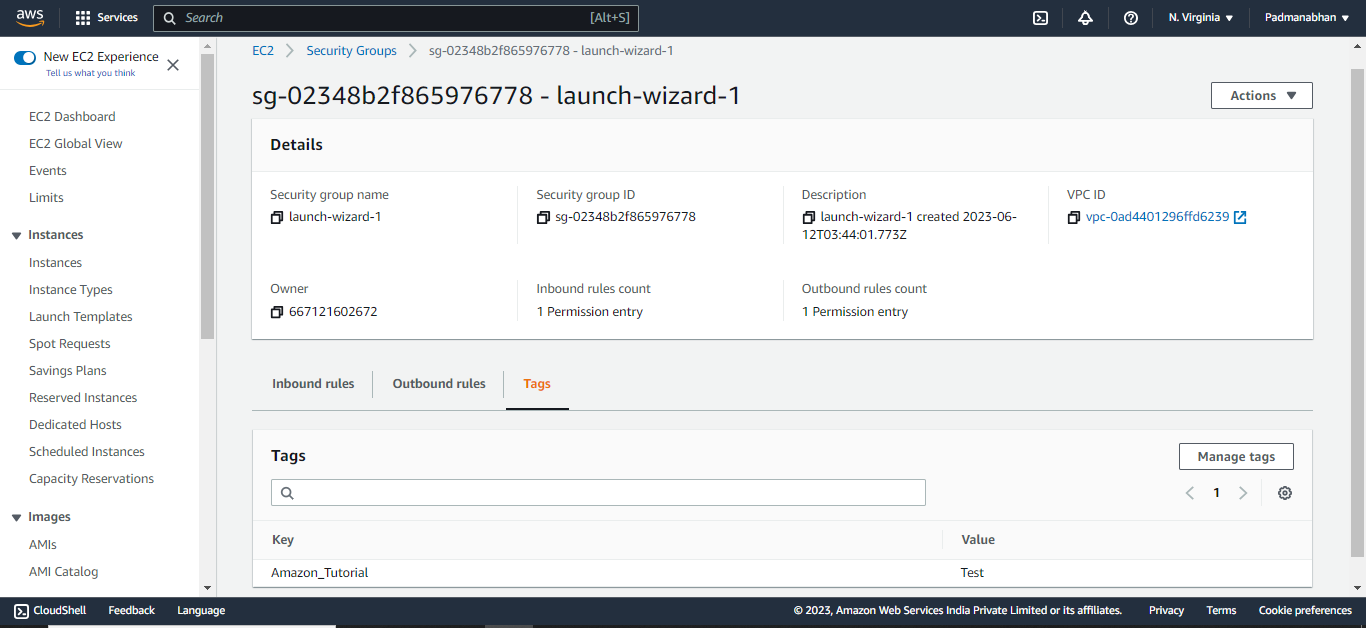 aws
Services
Search
[Alt+S]
N. Virginia
Padmanabhan
New EC2 Experience
Tell us what you think
EC2 Dashboard
EC2 Global View
Events
Limits
Instances
Instances
Instance Types
Launch Templates
Spot Requests
Savings Plans
Reserved Instances
Dedicated Hosts
Scheduled Instances
Capacity Reservations
Images
AMIs
AMI Catalog
EC2 Security Groups sg-02348b2f865976778 - launch-wizard-1
sg-02348b2f865976778 - launch-wizard-1
Actions
Details
Security group name
launch-wizard-1
Security group ID
sg-02348b2f865976778
Description
launch-wizard-1 created 2023-06-
12T03:44:01.773Z
VPC ID
vpc-0ad4401296ffd6239
Owner
667121602672
Inbound rules count
1 Permission entry
Outbound rules count
1 Permission entry
Inbound rules
Outbound rules
Tags
Tags
Manage tags
1
Key
Value
Amazon_Tutorial
Test
CloudShell
Feedback
Language
© 2023, Amazon Web Services India Private Limited or its affiliates.
Privacy
Terms
Cookie preferences